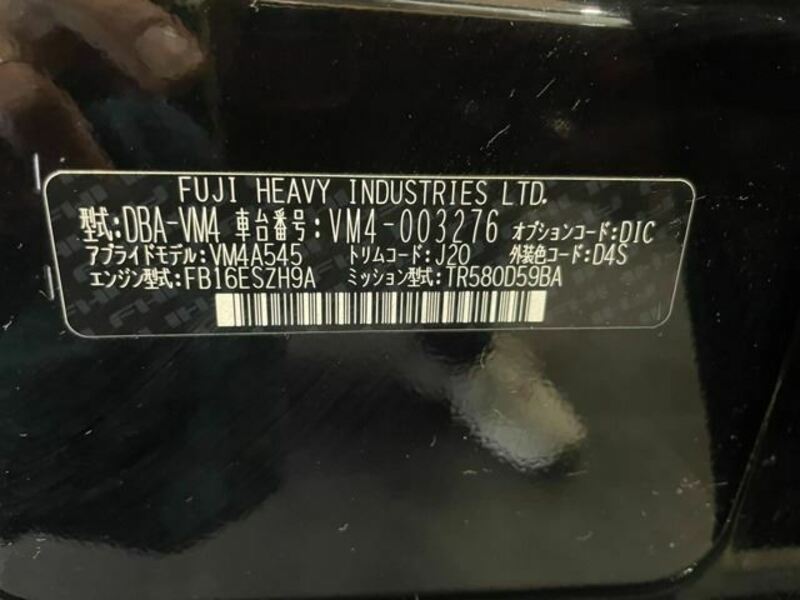 FUJI HEAVY INDUSTRIES LTD.
型式:DBA-VM4 車台番号:VM4-003276 オプションコード:DIC
アプライドモデル:VM4A545 トリムコード:J20 外装色コード:D4S
エンジン型式:FB16ESZH9A ミッション型式:TR580D59BA